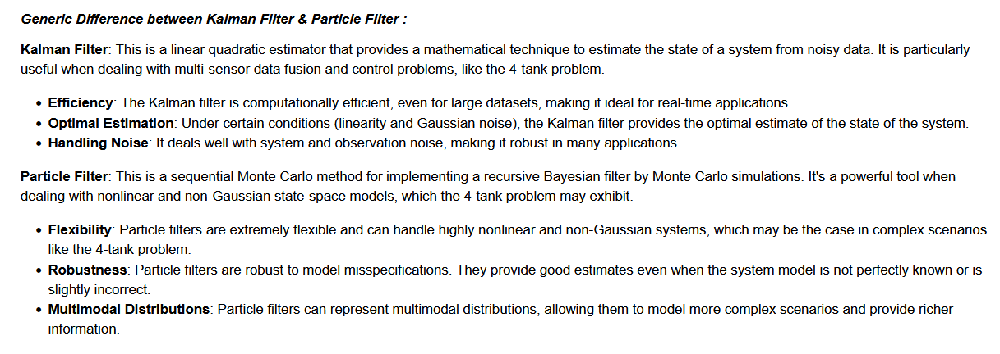 Generic Difference between Kalman Filter & Particle Filter :
Kalman Filter: This is a linear quadratic estimator that provides a mathematical technique to estimate the state of a system from noisy data. It is particularly
useful when dealing with multi-sensor data fusion and control problems, like the 4-tank problem.
• Efficiency: The Kalman filter is computationally efficient, even for large datasets, making it ideal for real-time applications.
• Optimal Estimation: Under certain conditions (linearity and Gaussian noise), the Kalman filter provides the optimal estimate of the state of the system.
• Handling Noise: It deals well with system and observation noise, making it robust in many applications.
Particle Filter: This is a sequential Monte Carlo method for implementing a recursive Bayesian filter by Monte Carlo simulations. It's a powerful tool when
dealing with nonlinear and non-Gaussian state-space models, which the 4-tank problem may exhibit.
• Flexibility: Particle filters are extremely flexible and can handle highly nonlinear and non-Gaussian systems, which may be the case in complex scenarios
like the 4-tank problem.
• Robustness: Particle filters are robust to model misspecifications. They provide good estimates even when the system model is not perfectly known or is
slightly incorrect.
• Multimodal Distributions: Particle filters can represent multimodal distributions, allowing them to model more complex scenarios and provide richer
information.